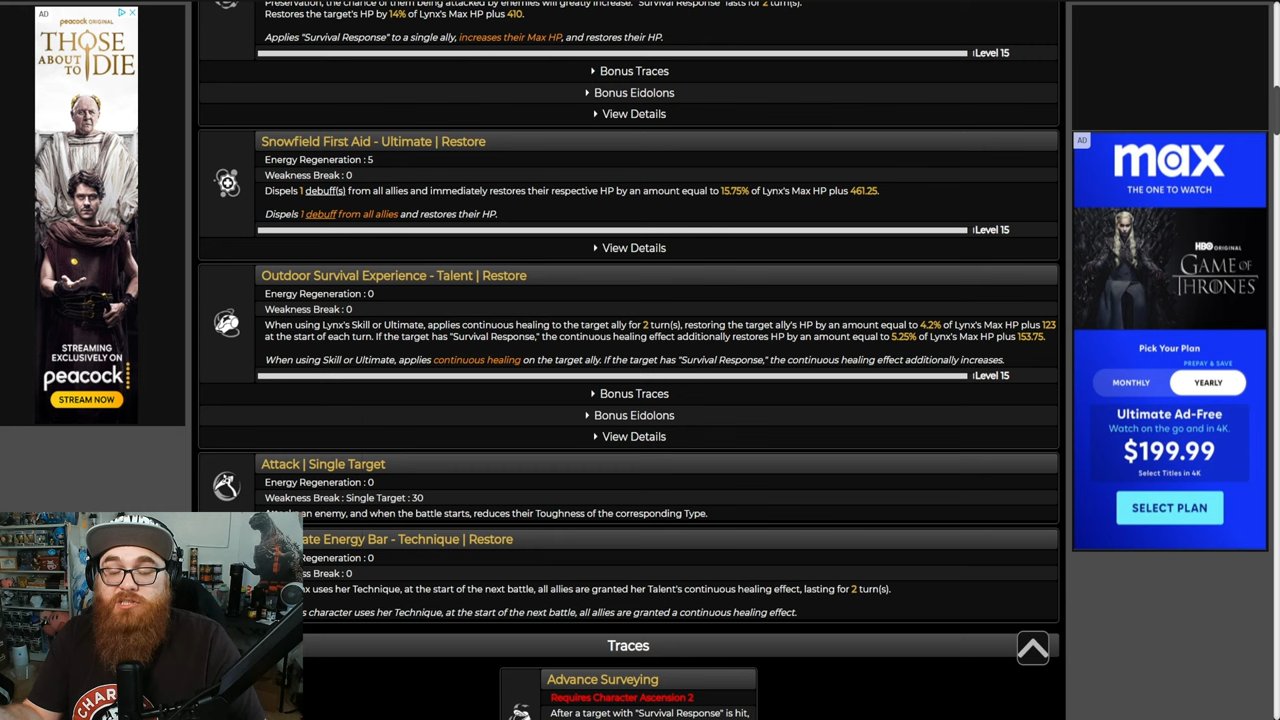 Preservation, the chance of them being attacked by enemies will greatly increase. "Survival Response" lasts for 2 turn(s).
Restores the target's HP by 14% of Lynx's Max HP plus 410.
Applies "Survival Response" to a single ally, increases their Max HP, and restores their HP.
Level 15
Bonus Traces
Bonus Eidolons
View Details
Snowfield First Aid - Ultimate | Restore
Energy Regeneration : 5
Weakness Break : 0
Dispels 1 debuff(s) from all allies and immediately restores their respective HP by an amount equal to 15.75% of Lynx's Max HP plus 461.25.
Dispels 1 debuff from all allies and restores their HP.
Level 15
View Details
Outdoor Survival Experience - Talent | Restore
Energy Regeneration : 0
Weakness Break : 0
When using Lynx's Skill or Ultimate, applies continuous healing to the target ally for 2 turn(s), restoring the target ally's HP by an amount equal to 4.2% of Lynx's Max HP plus 123
at the start of each turn. If the target has "Survival Response," the continuous healing effect additionally restores HP by an amount equal to 5.25% of Lynx's Max HP plus 153.75.
When using Skill or Ultimate, applies continuous healing on the target ally. If the target has "Survival Response," the continuous healing effect additionally increases.
Level 15
Bonus Traces
Bonus Eidolons
View Details
Attack | Single Target
Energy Regeneration : 0
Weakness Break : Single Target : 30
an enemy, and when the battle starts, reduces their Toughness of the corresponding Type.
ate Energy Bar - Technique | Restore
Regeneration : 0
ss Break : 0
nx uses her Technique, at the start of the next battle, all allies are granted her Talent's continuous healing effect, lasting for 2 turn(s).
s character uses her Technique, at the start of the next battle, all allies are granted a continuous healing effect.
Traces
Advance Surveying
Requires Character Ascension 2
After a target with "Survival Response" is hit,
AD
peacock ORIGINAL
THOSE
ABOUT TO DIE
STREAMING
EXCLUSIVELY ON
peacock
STREAM NOW
AD
max
THE ONE TO WATCH
HBO ORIGINAL
GAME OF
THRONES
Pick Your Plan
PREPAY & SAVE
MONTHLY
YEARLY
Ultimate Ad-Free
Watch on the go and in 4K.
$199.99
Select Titles in 4K
SELECT PLAN
CHAR